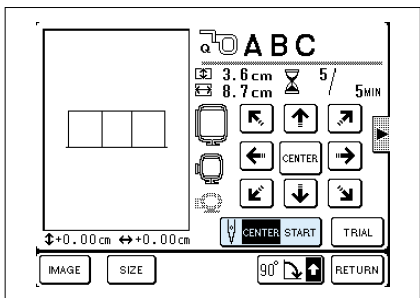 Q ABC
3.6cm 5/
8.7cm 5MIN
CENTER
+0.00cm +0.00cm
CENTER START TRIAL
IMAGE SIZE 90° RETURN